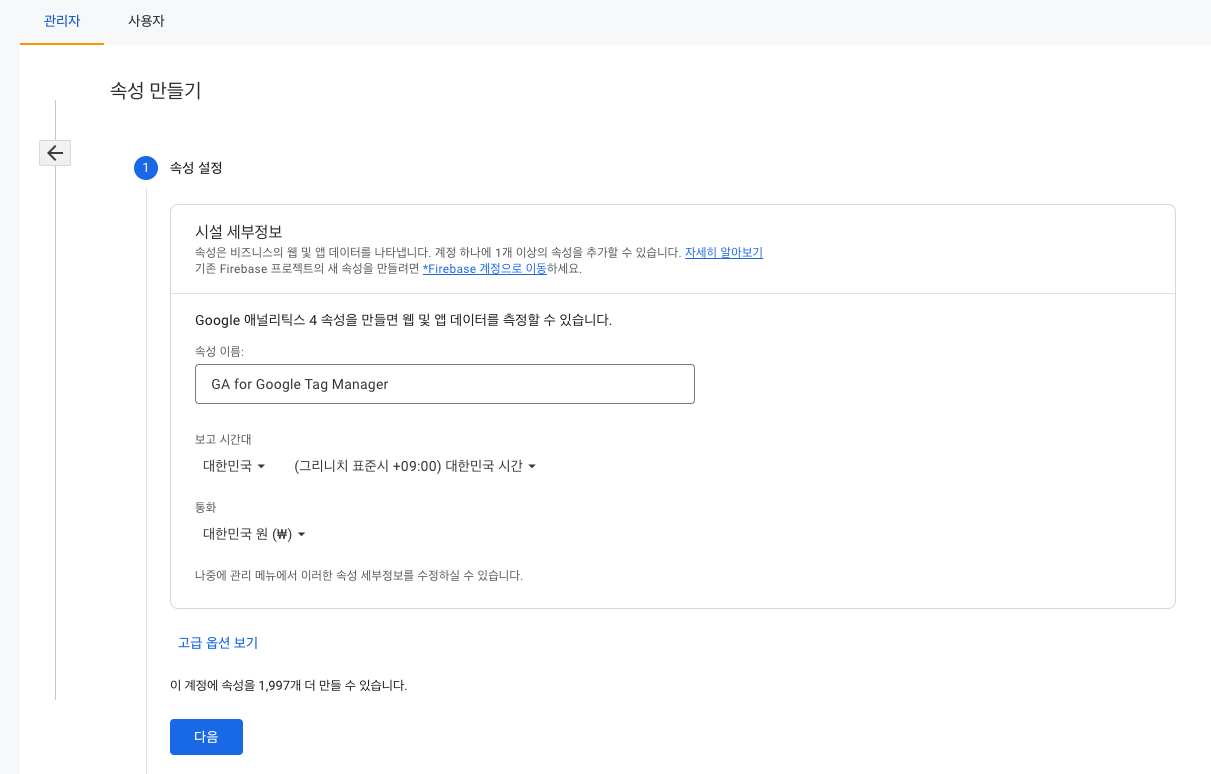 관리자 사용자
속성 만들기
1 속성 설정
시설 세부정보
속성은 비즈니스의 웹 및 앱 데이터를 나타냅니다. 계정 하나에 1개 이상의 속성을 추가할 수 있습니다. 자세히 알아보기
기존 Firebase 프로젝트의 새 속성을 만들려면 *Firebase 계정으로 이동하세요.
Google 애널리틱스 4 속성을 만들면 웹 및 앱 데이터를 측정할 수 있습니다.
속성 이름:
GA for Google Tag Manager
보고 시간대
대한민국 (그리니치 표준시 +09:00) 대한민국 시간
통화
대한민국 원 (₩)
나중에 관리 메뉴에서 이러한 속성 세부정보를 수정하실 수 있습니다.
고급 옵션 보기
이 계정에 속성을 1,997개 더 만들 수 있습니다.
다음